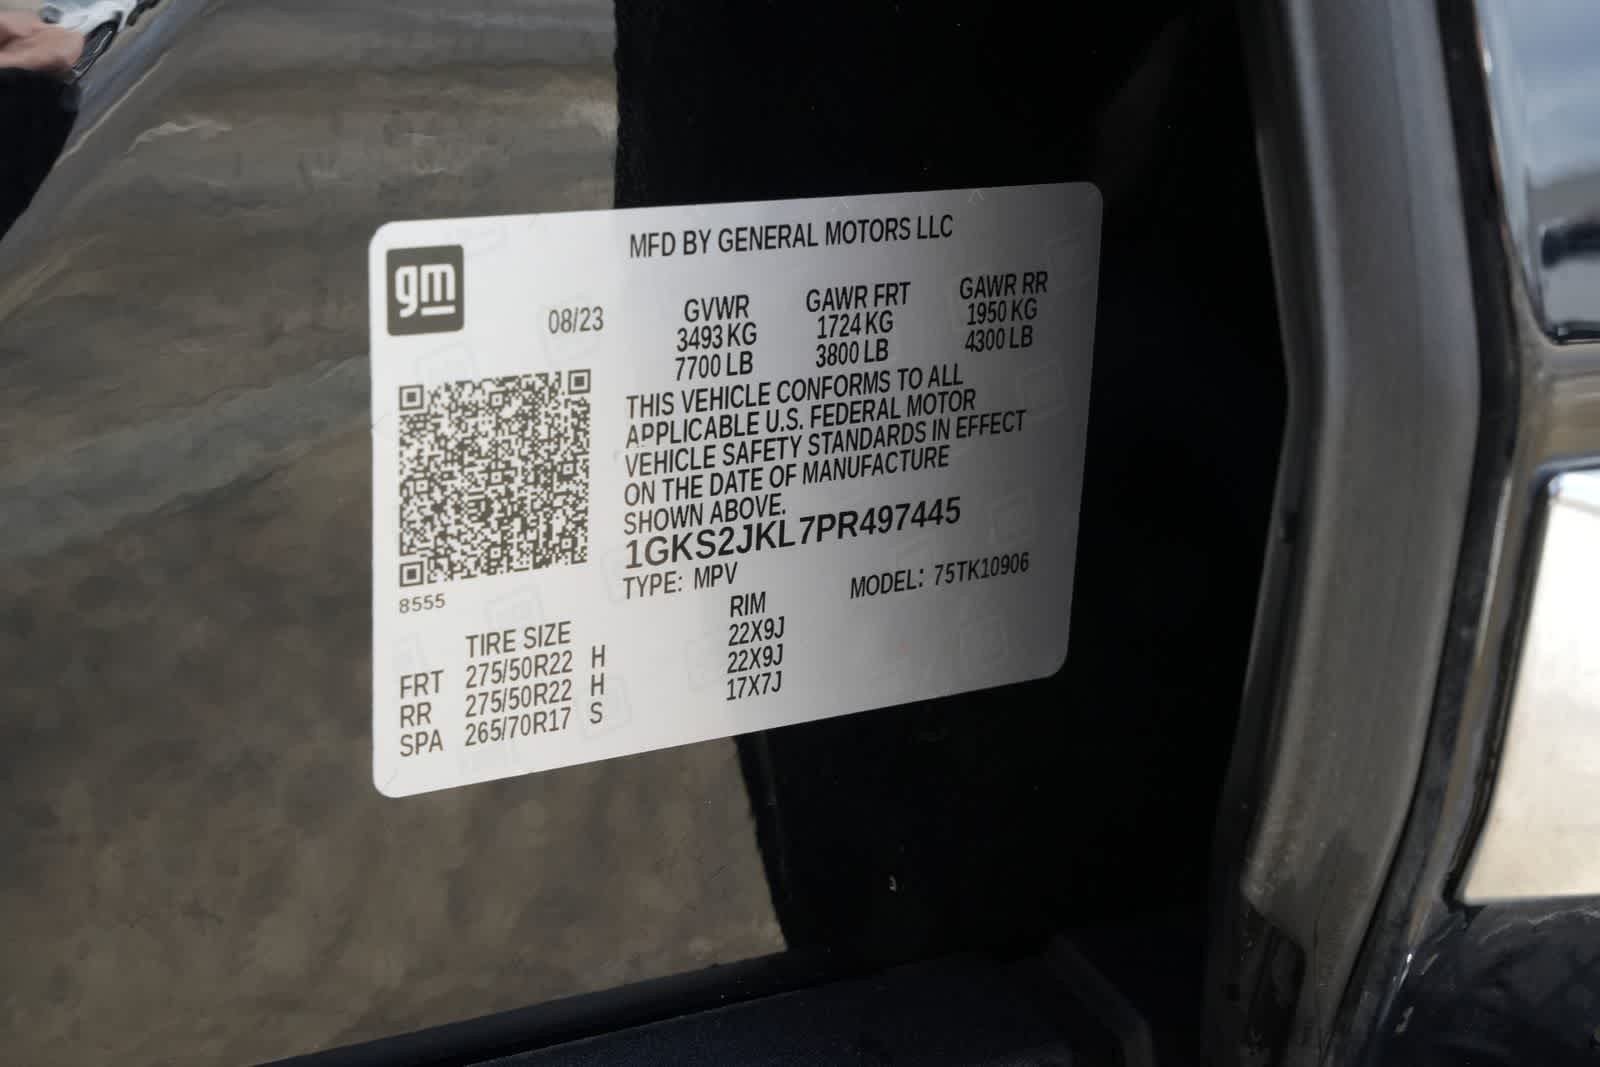 gm
MFD BY GENERAL MOTORS LLC
08/23
GVWR GAWR FRT GAWR RR
3493 KG 1724 KG 1950 KG
7700 LB 3800 LB 4300 LB
THIS VEHICLE CONFORMS TO ALL
APPLICABLE U.S. FEDERAL MOTOR
VEHICLE SAFETY STANDARDS IN EFFECT
ON THE DATE OF MANUFACTURE
SHOWN ABOVE.
1GKS2JKL7PR497445
TYPE: MPV MODEL: 75TK10906
8555
TIRE SIZE RIM
FRT 275/50R22 H 22X9J
RR 275/50R22 H 22X9J
SPA 265/70R17 S 17X7J